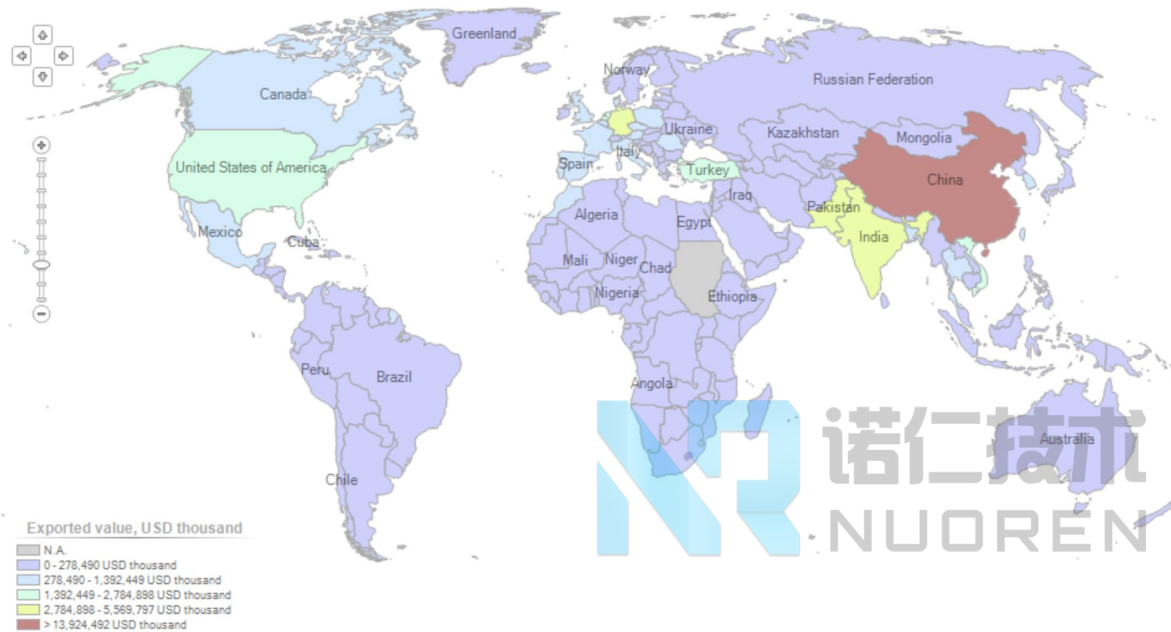 Greenland
Norway
Russian Federation
Canada
Ukraine
Kazakhstan
Mongolia
Italy
Spain
United States of America
Turkey
China
Iraq
Pakistan
Algeria
Egypt
India
Mexico
Cuba
Mali
Niger
Chad
Nigeria
Ethiopia
Peru
Brazil
Angola
Australia
Chile
诺仁技术
NUOREN
Exported value, USD thousand
N.A.
0 - 278,490 USD thousand
278,490 - 1,392,449 USD thousand
1,392,449 - 2,784,898 USD thousand
2,784,898 - 5,569,797 USD thousand
> 13,924,492 USD thousand